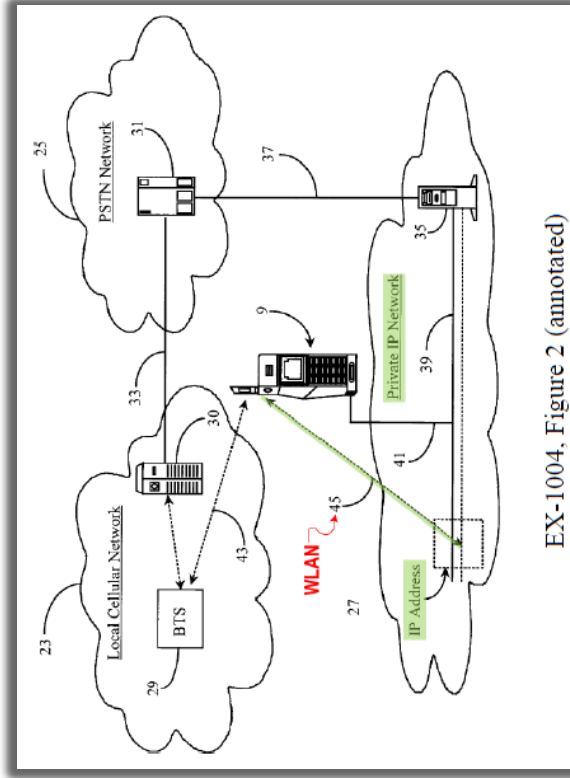 25
PSTN Network
31
37
35
33
9
Private IP Network
39
30
41
43
45
WLAN
23
Local Cellular Network
BTS
29
27
IP Address
EX-1004, Figure 2 (annotated)